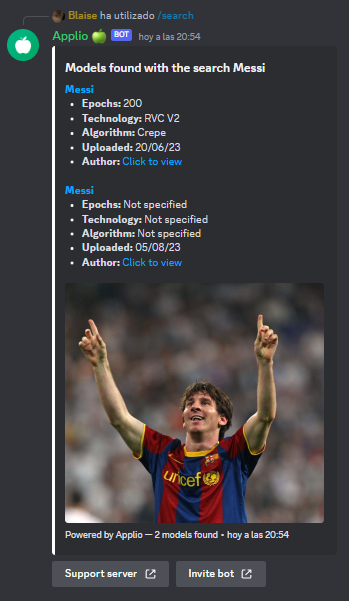 Blaise ha utilizado /search
Applio 🍏 BOT hoy a las 20:54
Models found with the search Messi
Messi
• Epochs: 200
• Technology: RVC V2
• Algorithm: Crepe
• Uploaded: 20/06/23
• Author: Click to view
Messi
• Epochs: Not specified
• Technology: Not specified
• Algorithm: Not specified
• Uploaded: 05/08/23
• Author: Click to view
unicef
Powered by Applio — 2 models found • hoy a las 20:54
Support server
Invite bot